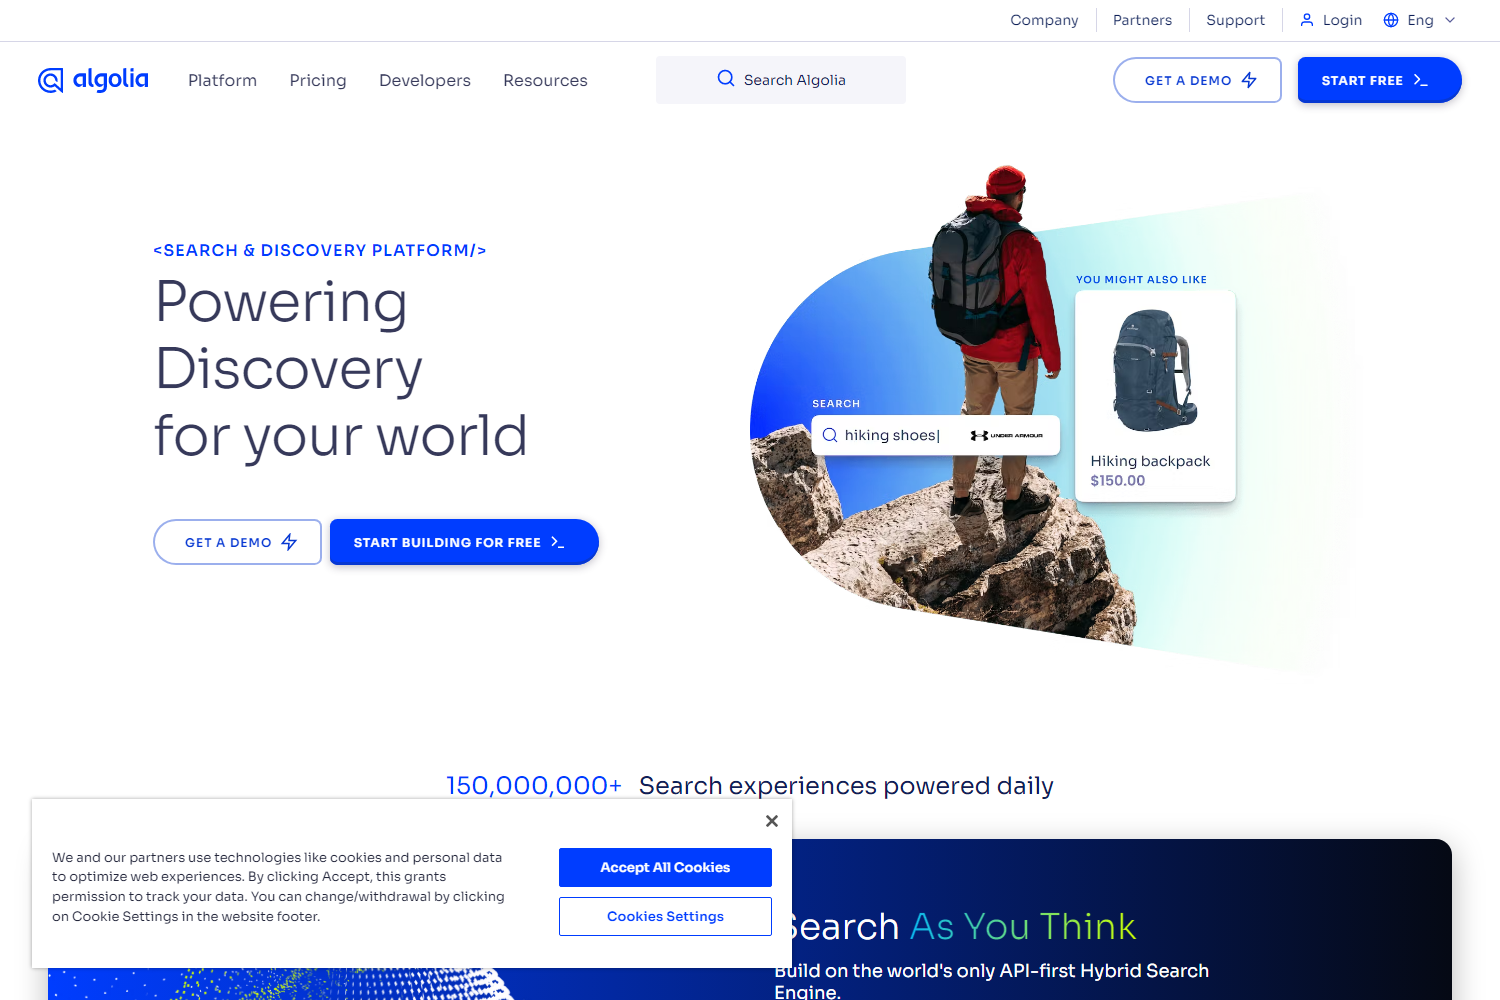 Company
Partners
Support
Login
Eng
algolia
Platform
Pricing
Developers
Resources
Search Algolia
GET A DEMO
START FREE
<SEARCH & DISCOVERY PLATFORM/>
Powering
Discovery
for your world
GET A DEMO
START BUILDING FOR FREE
YOU MIGHT ALSO LIKE
SEARCH
hiking shoes|
UNDER ARMOUR
Hiking backpack
$150.00
150,000,000+ Search experiences powered daily
We and our partners use technologies like cookies and personal data
to optimize web experiences. By clicking Accept, this grants
permission to track your data. You can change/withdrawal by clicking
on Cookie Settings in the website footer.
Accept All Cookies
Cookies Settings
Search As You Think
Build on the world's only API-first Hybrid Search
Engine.